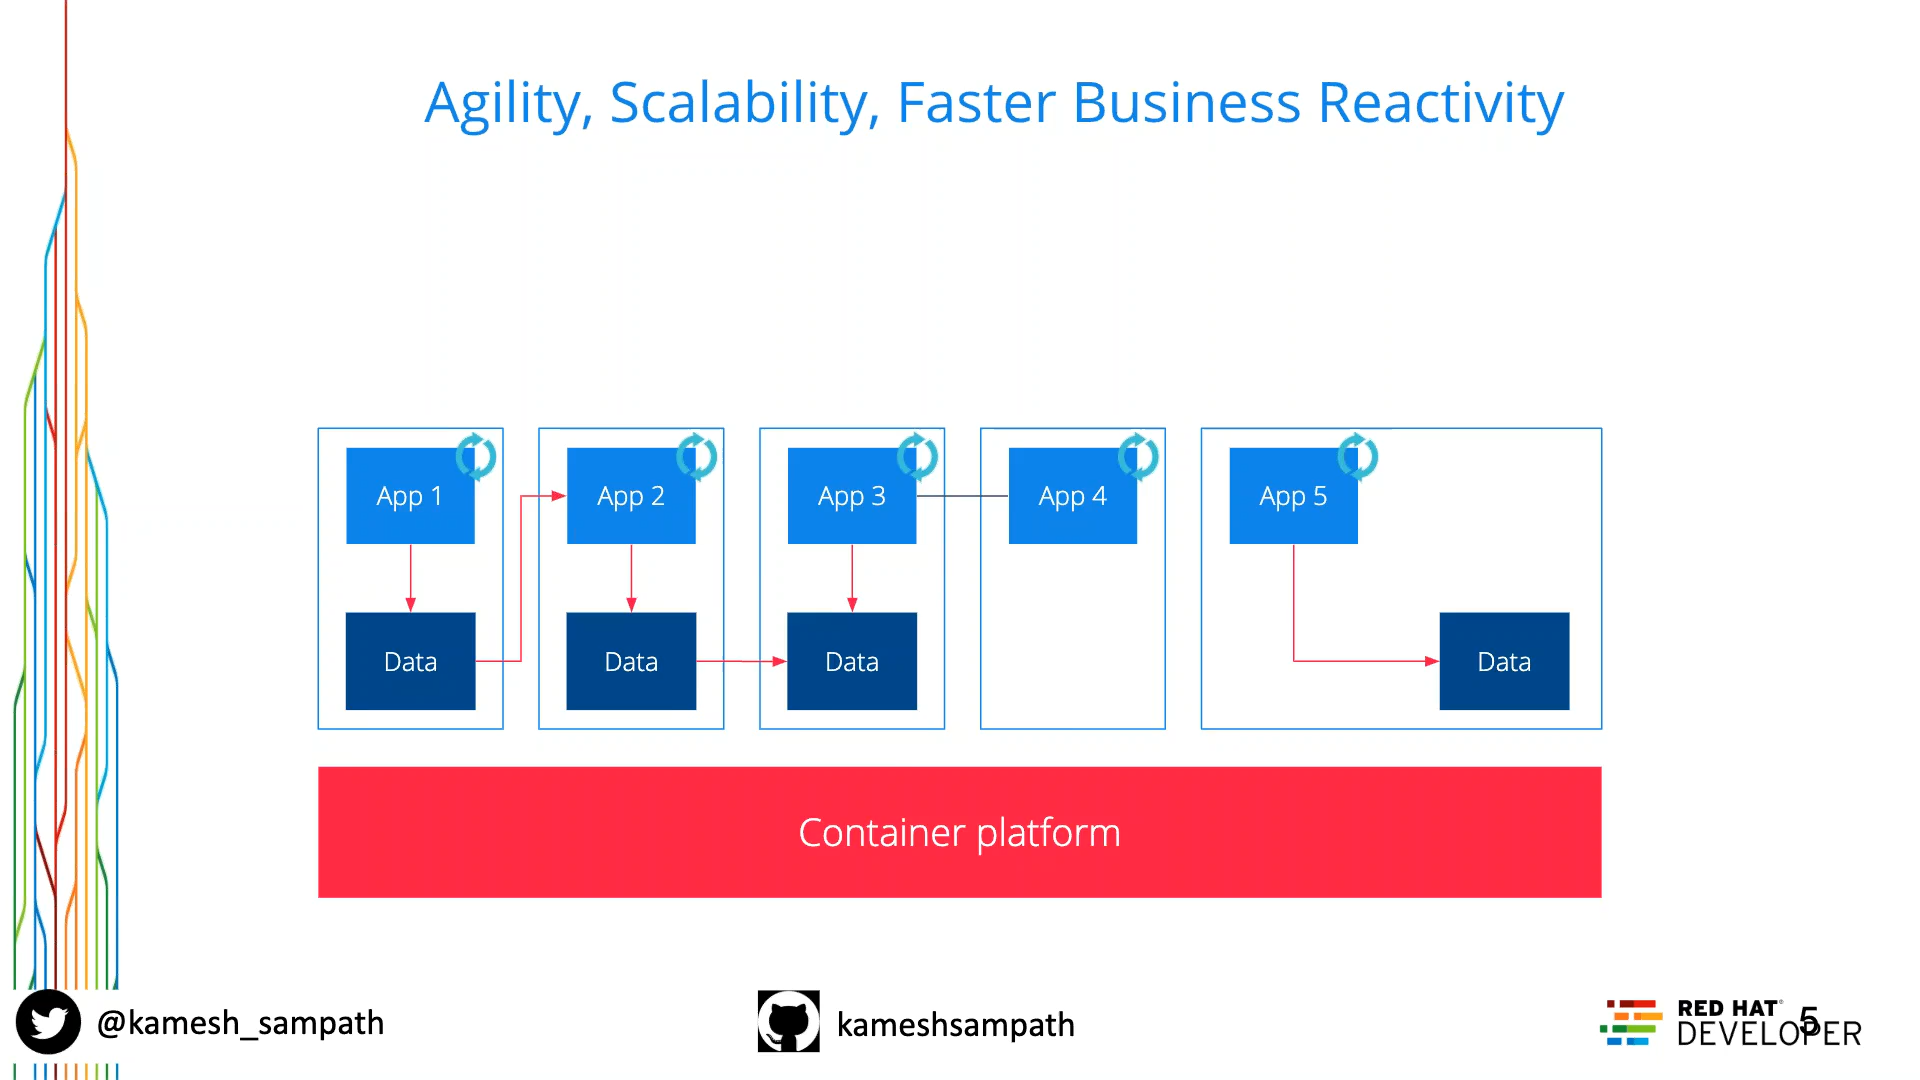 Agility, Scalability, Faster Business Reactivity
App 1
App 2
App 3
App 4
App 5
Data
Data
Data
Data
Container platform
@kamesh_sampath
kameshsampath
RED HAT®
DEVELOPER
5